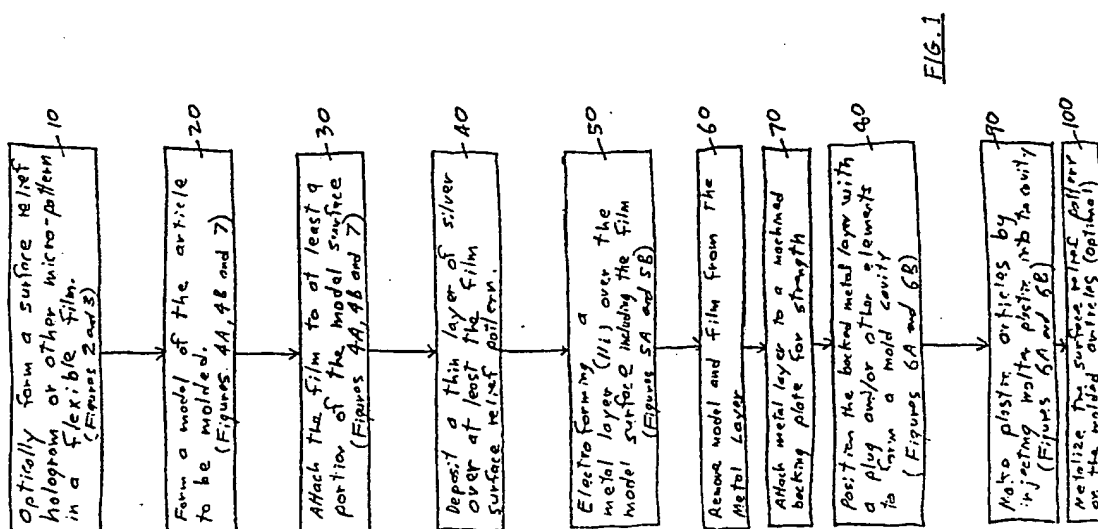 Optically form a surface relief
hologram or other micro-pattern
in a flexible film.
(Figures 2 and 3)
10
Form a model of the article
to be molded.
(Figures 4A, 4B and 7)
20
Attach the film to at least a
portion of the model surface
(Figures 4A, 4B and 7)
30
Deposit a thin layer of silver
over at least the film
surface relief pattern.
40
Electroforming a
metal layer (Ni) over the
model surface including the film
(Figures 5A and 5B)
50
Remove model and film from the
Metal Layer
60
Attach metal layer to a machined
backing plate for strength
70
Position the backed metal layer with
a plug and/or other elements
to form a mold cavity
(Figures 6A and 6B)
80
Mold plastic articles by
injecting molten plastic into the cavity
(Figures 6A and 6B)
90
Metalize the surface relief pattern
on the molded articles (optional)
100
FIG. 1